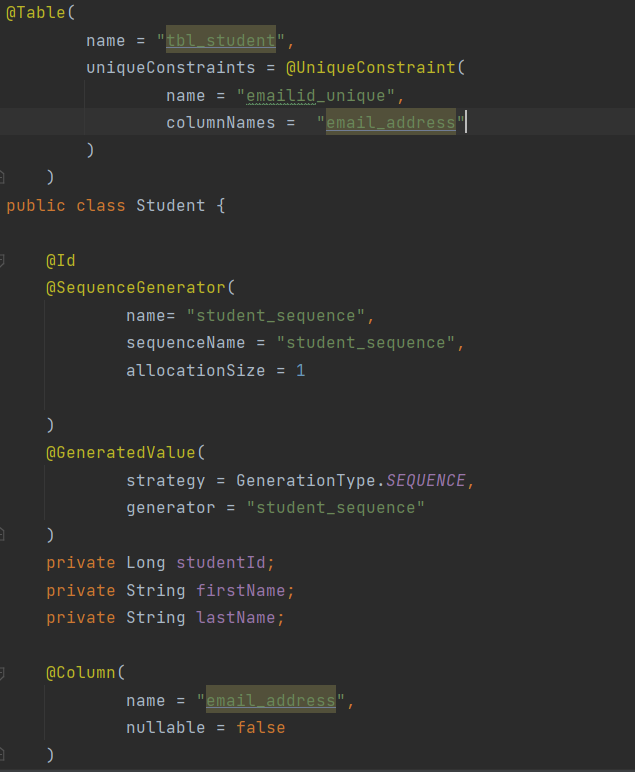 @Table(
name = "tbl_student",
uniqueConstraints = @UniqueConstraint(
name = "emailid_unique",
columnNames =  "email_address"
)
)
public class Student {
@Id
@SequenceGenerator(
name= "student_sequence",
sequenceName = "student_sequence",
allocationSize = 1
)
@GeneratedValue(
strategy = GenerationType.SEQUENCE,
generator = "student_sequence"
)
private Long studentId;
private String firstName;
private String lastName;
@Column(
name = "email_address",
nullable = false
)